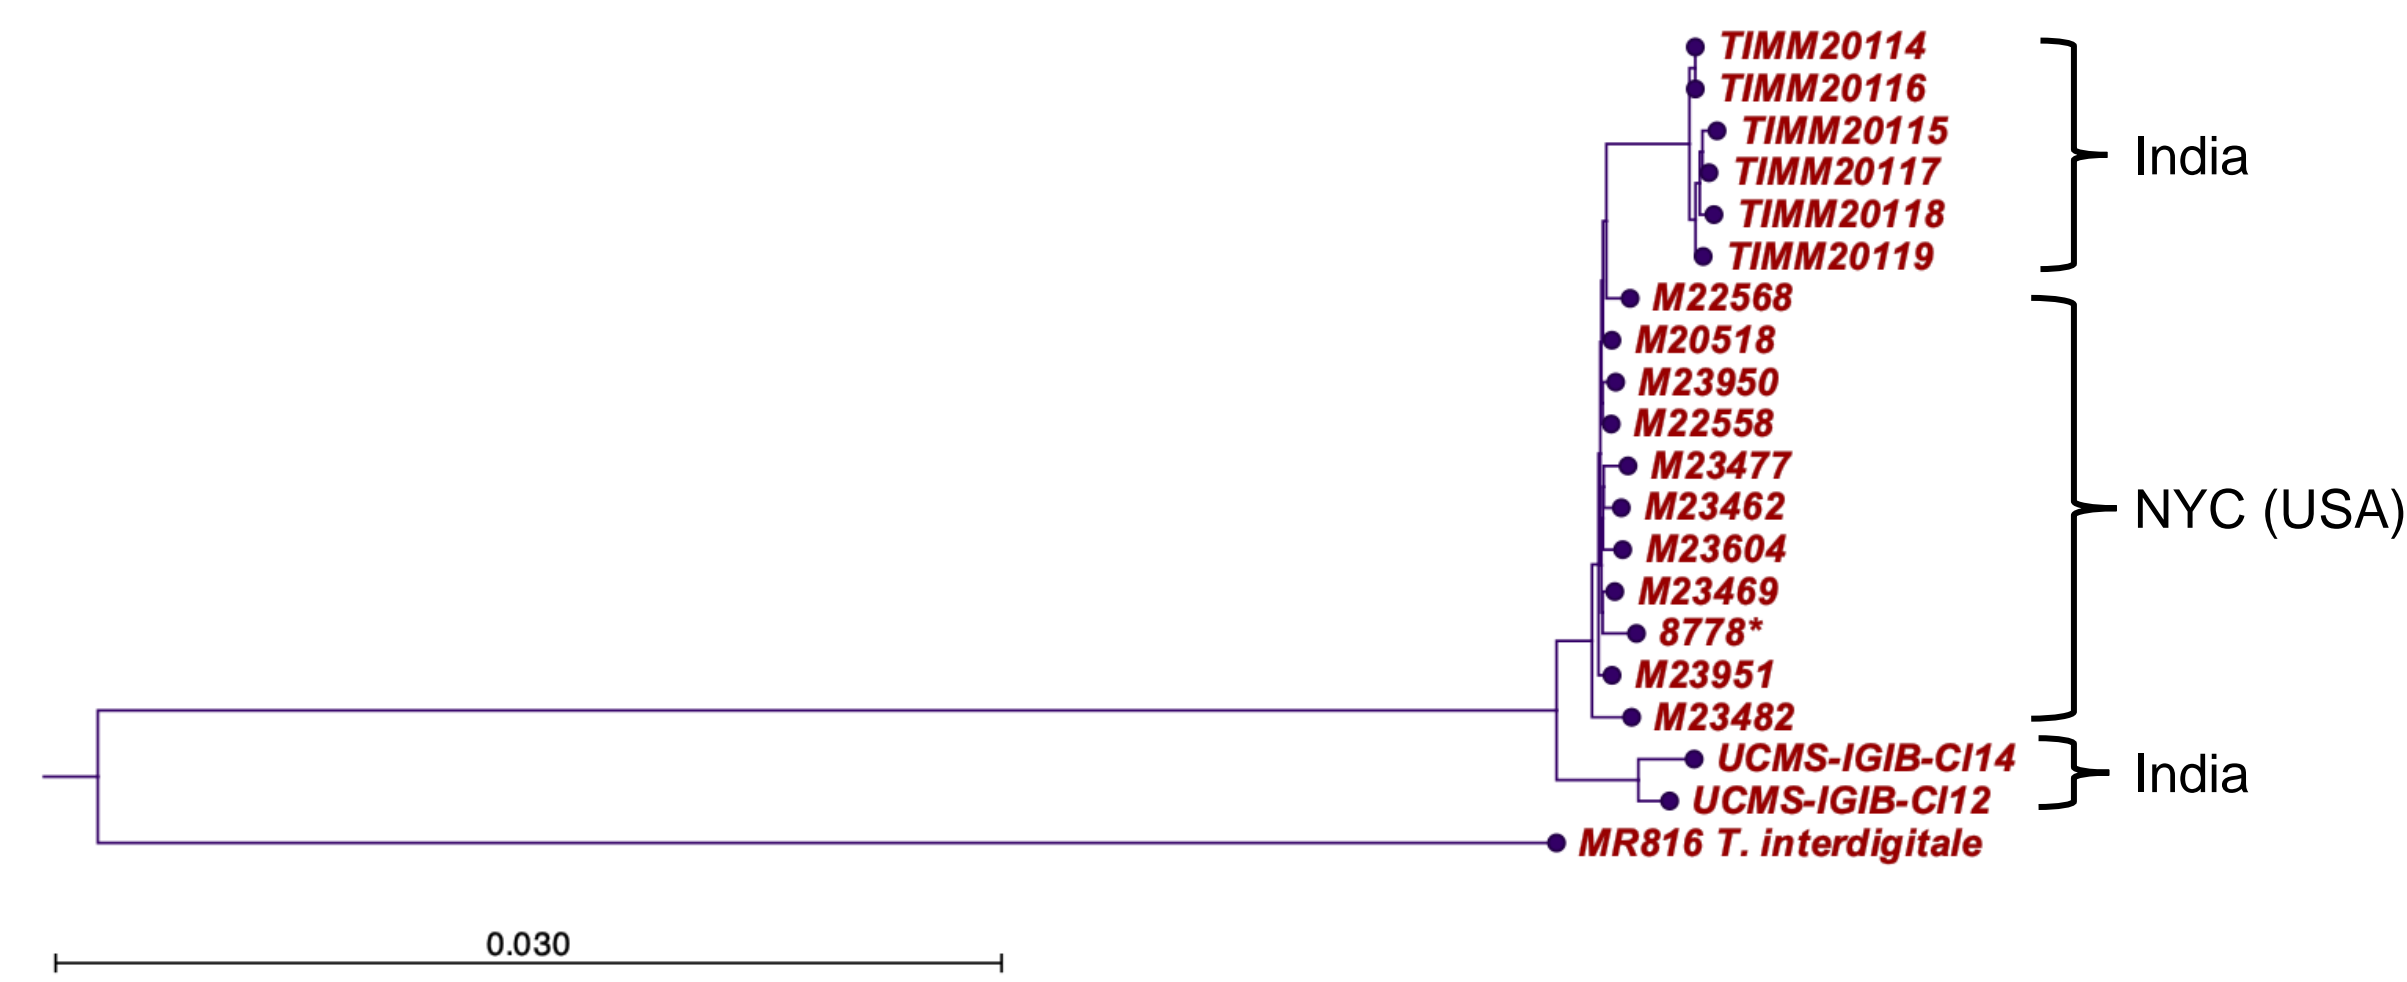 TIMM20114
TIMM20116
TIMM20115
TIMM20117
TIMM20118
TIMM20119
India
M22568
M20518
M23950
M22558
M23477
M23462
M23604
M23469
8778*
M23951
M23482
NYC (USA)
UCMS-IGIB-CI14
UCMS-IGIB-CI12
India
MR816 T. interdigitale
0.030